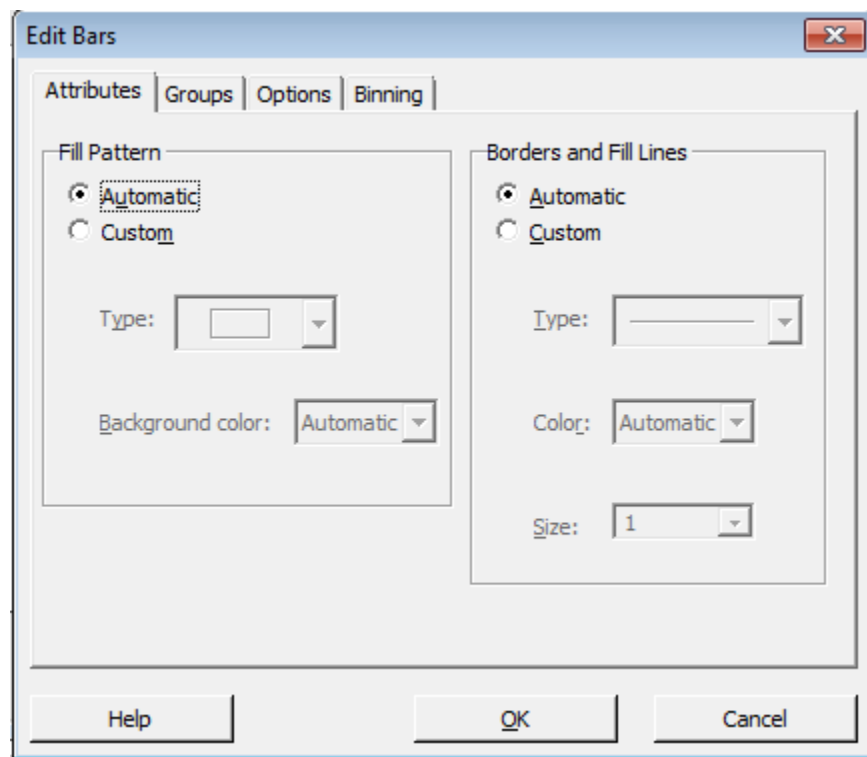 Edit Bars
Attributes Groups Options Binning
Fill Pattern
Automatic
Custom
Type:
Background color: Automatic
Borders and Fill Lines
Automatic
Custom
Type:
Color: Automatic
Size: 1
Help OK Cancel